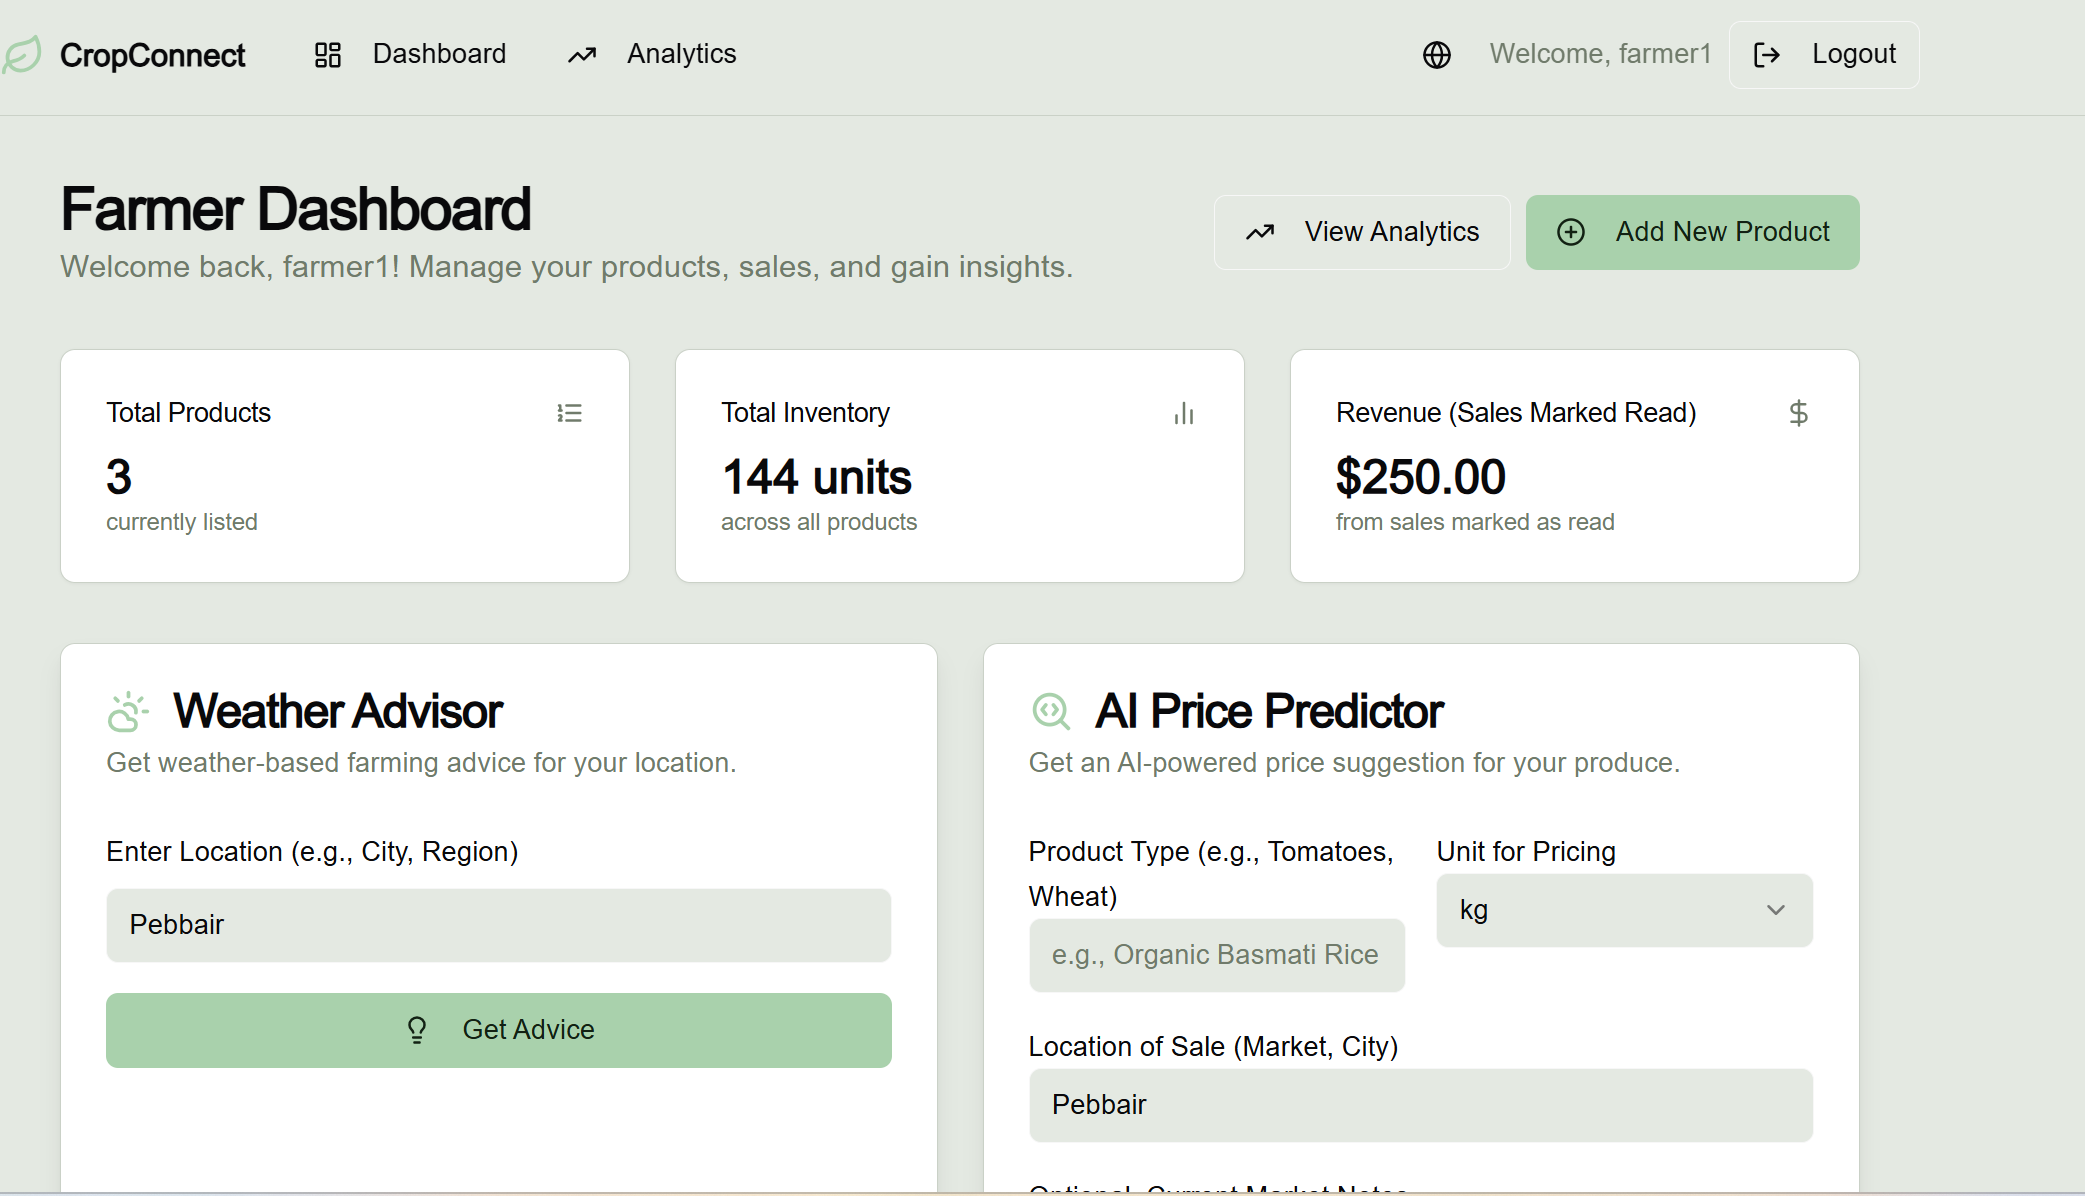 CropConnect
Dashboard
Analytics
Welcome, farmer1
Logout
Farmer Dashboard
Welcome back, farmer1! Manage your products, sales, and gain insights.
View Analytics
Add New Product
Total Products
3
currently listed
Total Inventory
144 units
across all products
Revenue (Sales Marked Read)
$250.00
from sales marked as read
Weather Advisor
Get weather-based farming advice for your location.
Enter Location (e.g., City, Region)
Pebbair
Get Advice
AI Price Predictor
Get an AI-powered price suggestion for your produce.
Product Type (e.g., Tomatoes,
Wheat)
e.g., Organic Basmati Rice
Unit for Pricing
kg
Location of Sale (Market, City)
Pebbair
Optional: Current Market Notes